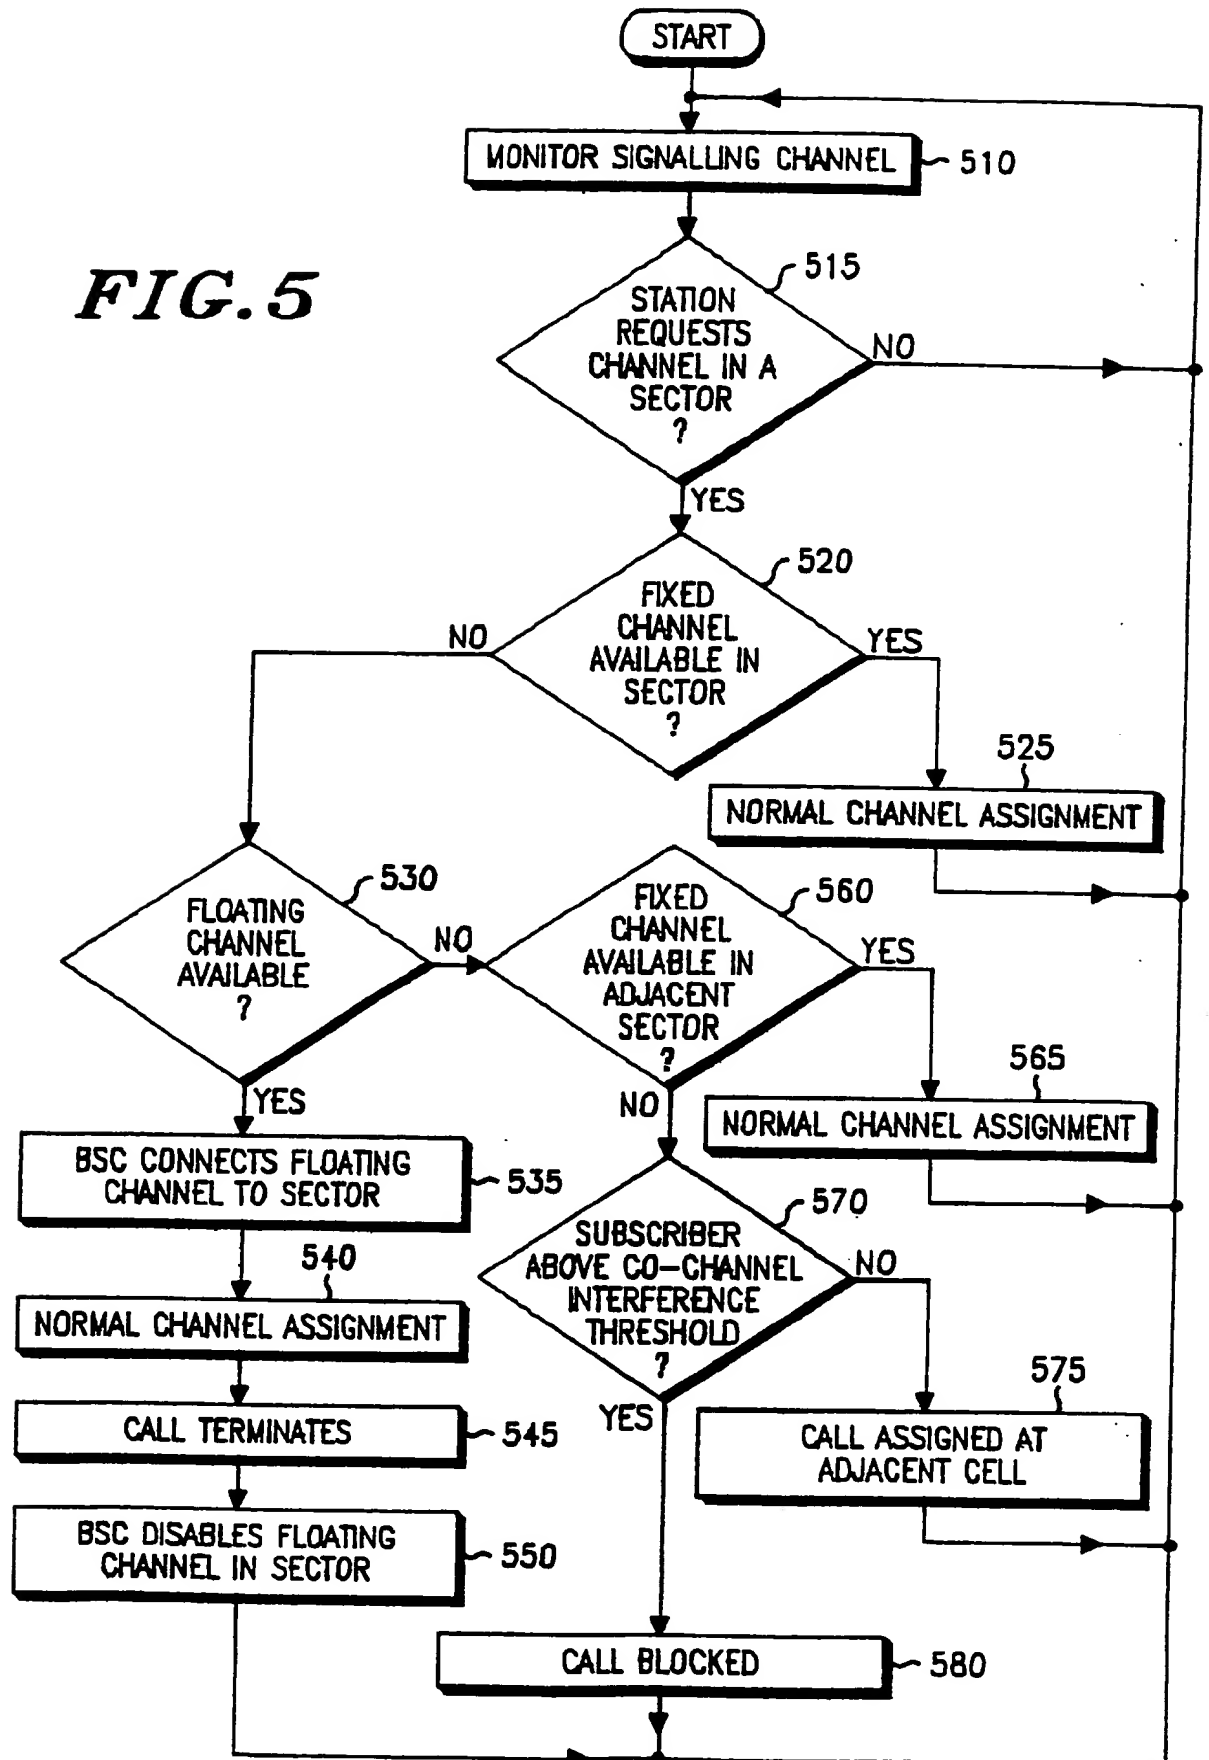 START
MONITOR SIGNALLING CHANNEL
510
FIG.5
515
STATION
REQUESTS
CHANNEL IN A
SECTOR
?
NO
YES
520
FIXED
CHANNEL
AVAILABLE IN
SECTOR
?
NO
YES
525
NORMAL CHANNEL ASSIGNMENT
530
FLOATING
CHANNEL
AVAILABLE
?
NO
YES
560
FIXED
CHANNEL
AVAILABLE IN
ADJACENT
SECTOR
?
YES
NO
565
NORMAL CHANNEL ASSIGNMENT
BSC CONNECTS FLOATING
CHANNEL TO SECTOR
535
540
NORMAL CHANNEL ASSIGNMENT
570
SUBSCRIBER
ABOVE CO-CHANNEL
INTERFERENCE
THRESHOLD
?
NO
YES
575
CALL ASSIGNED AT
ADJACENT CELL
CALL TERMINATES
545
BSC DISABLES FLOATING
CHANNEL IN SECTOR
550
CALL BLOCKED
580